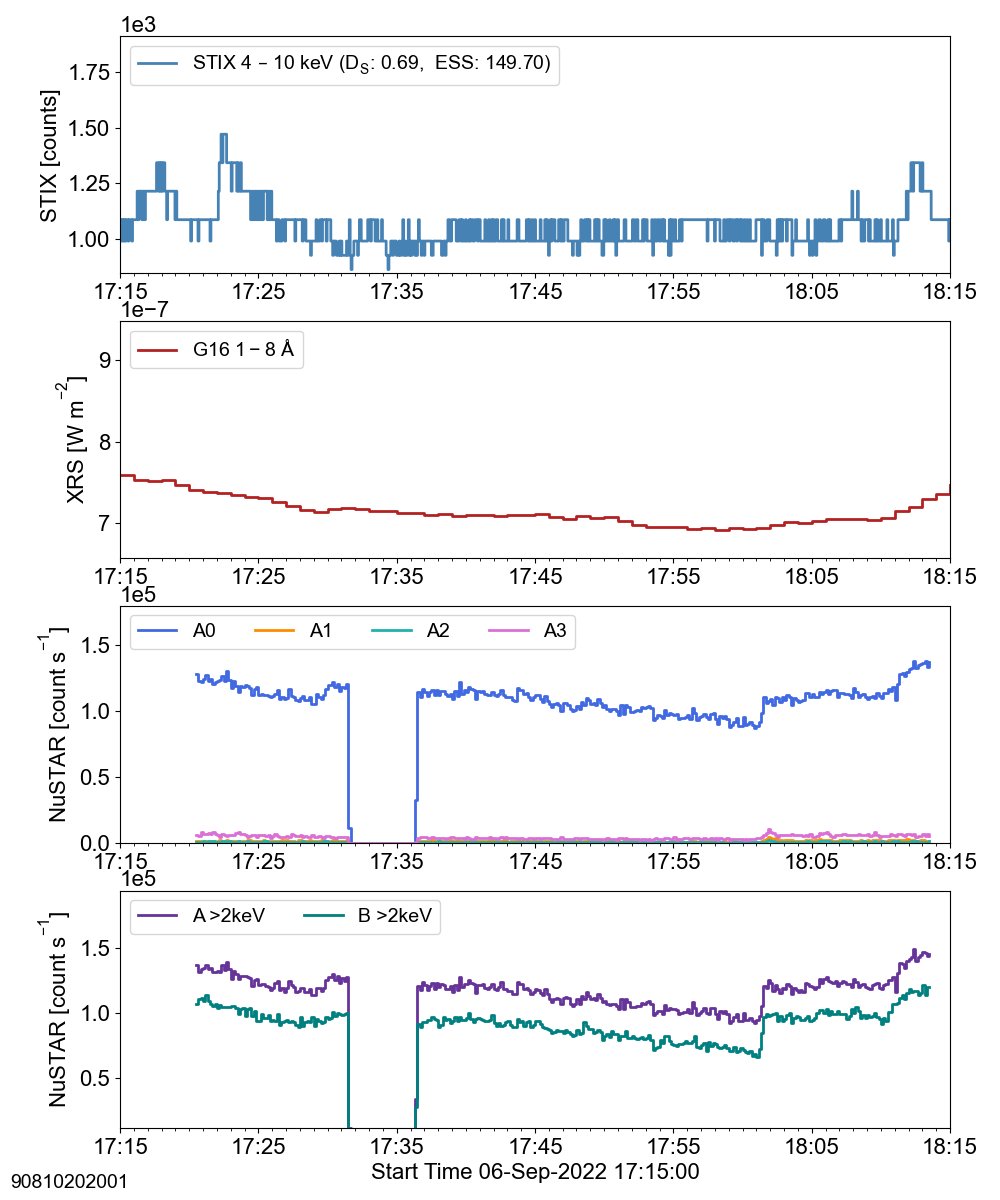 1e3
STIX [counts]
1.75
1.50
1.25
1.00
STIX 4 – 10 keV (DS: 0.69, ESS: 149.70)
17:15 17:25 17:35 17:45 17:55 18:05 18:15
1e−7
XRS [W m−2]
9
8
7
G16 1 – 8 Å
17:15 17:25 17:35 17:45 17:55 18:05 18:15
1e5
NuSTAR [count s−1]
1.5
1.0
0.5
0.0
A0 A1 A2 A3
17:15 17:25 17:35 17:45 17:55 18:05 18:15
1e5
NuSTAR [count s−1]
1.5
1.0
0.5
A >2keV B >2keV
17:15 17:25 17:35 17:45 17:55 18:05 18:15
Start Time 06-Sep-2022 17:15:00
90810202001